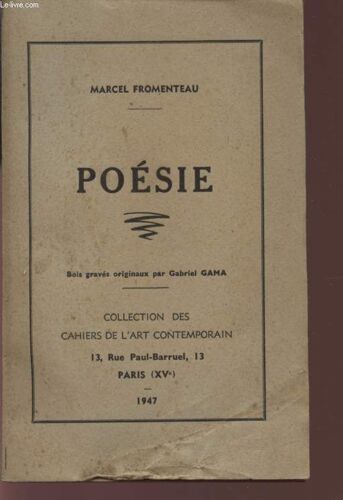 Le-livre.com
MARCEL FROMENTEAU
POÉSIE
Bois gravés originaux par Gabriel GAMA
COLLECTION DES
CAHIERS DE L'ART CONTEMPORAIN
13, Rue Paul-Barruel, 13
PARIS (XVe)
1947